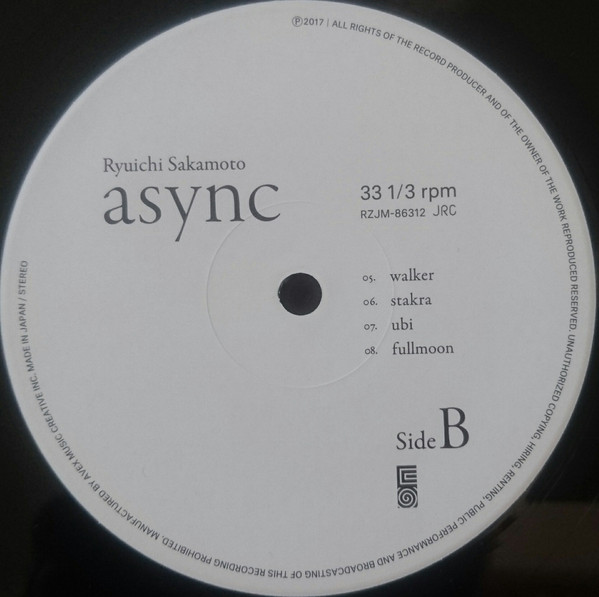 ℗2017 | ALL RIGHTS OF THE RECORD PRODUCER AND OF THE OWNER OF THE WORK REPRODUCED RESERVED. UNAUTHORIZED COPYING, HIRING, RENTING, PUBLIC PERFORMANCE AND BROADCASTING OF THIS RECORDING PROHIBITED. MANUFACTURED BY AVEX MUSIC CREATIVE INC. MADE IN JAPAN / STEREO
Ryuichi Sakamoto
async
33 1/3 rpm
RZJM-86312 JRC
05. walker
06. stakra
07. ubi
08. fullmoon
Side B